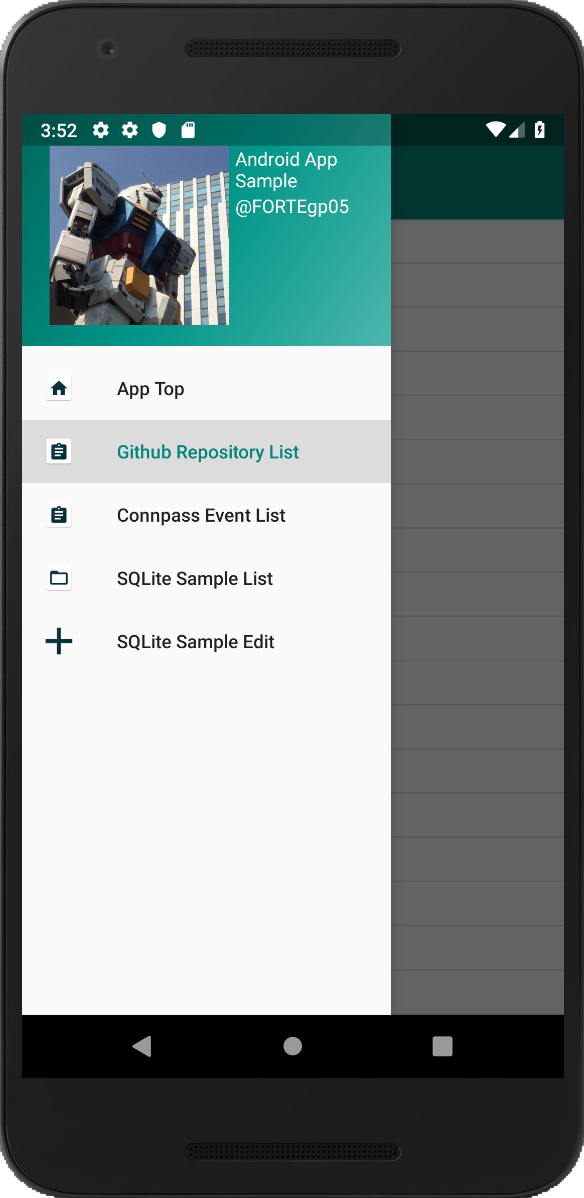 3:52
Android App
Sample
@FORTEgp05
App Top
Github Repository List
Connpass Event List
SQLite Sample List
SQLite Sample Edit